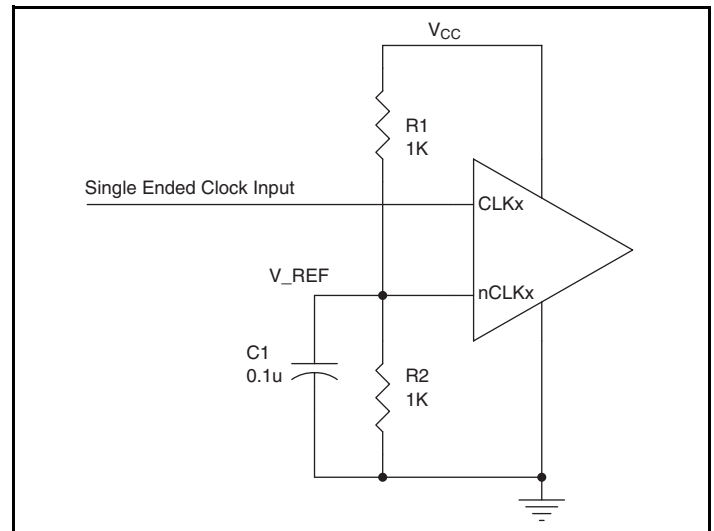 VCC
R1
1K
Single Ended Clock Input
CLKx
V_REF
nCLKx
C1
0.1u
R2
1K